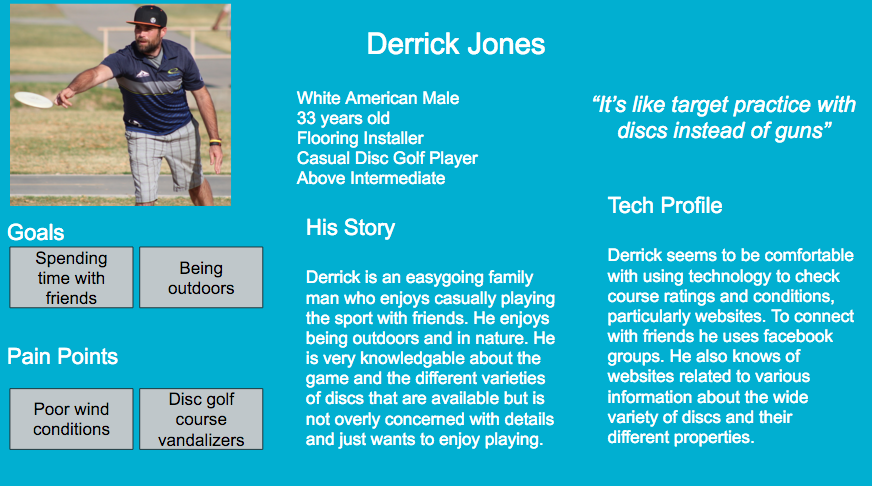 Derrick Jones
White American Male
33 years old
Flooring Installer
Casual Disc Golf Player
Above Intermediate
“It’s like target practice with
discs instead of guns”
Goals
Spending
time with
friends
Being
outdoors
Pain Points
Poor wind
conditions
Disc golf
course
vandalizers
His Story
Derrick is an easygoing family
man who enjoys casually playing
the sport with friends. He enjoys
being outdoors and in nature. He
is very knowledgable about the
game and the different varieties
of discs that are available but is
not overly concerned with details
and just wants to enjoy playing.
Tech Profile
Derrick seems to be comfortable
with using technology to check
course ratings and conditions,
particularly websites. To connect
with friends he uses facebook
groups. He also knows of
websites related to various
information about the wide
variety of discs and their
different properties.